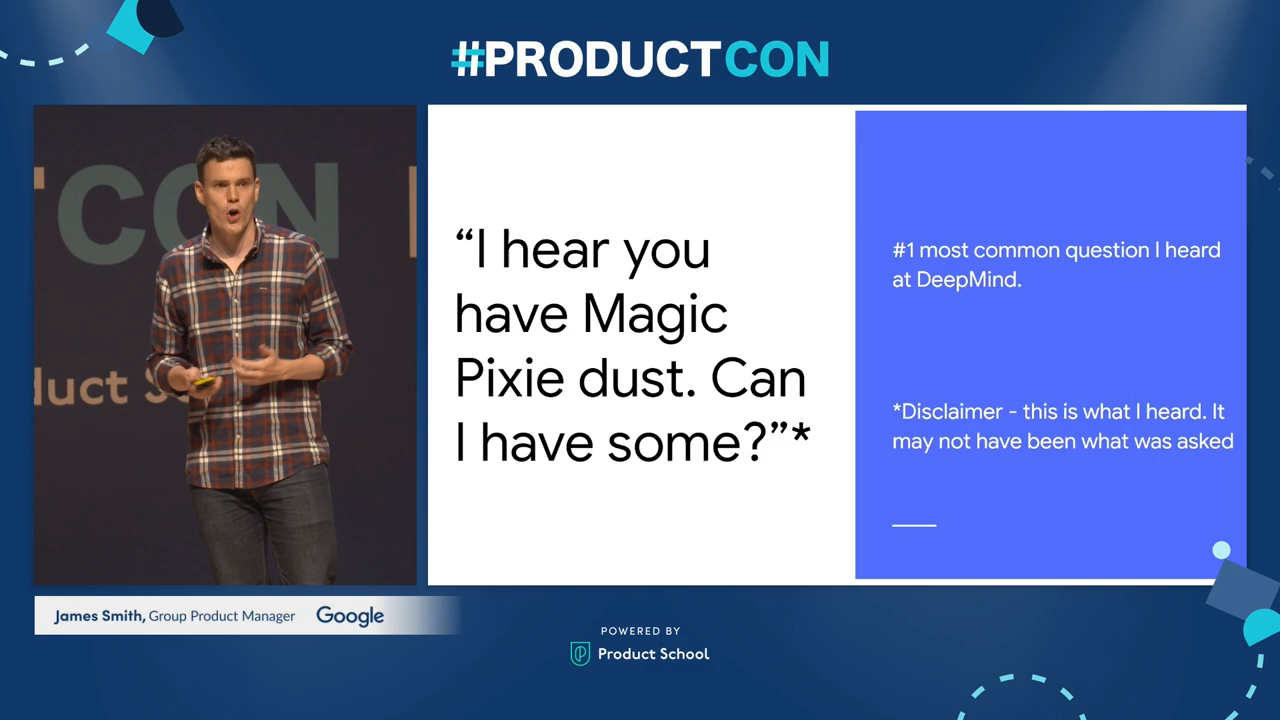 #PRODUCTCON
CON
duct S
“I hear you
have Magic
Pixie dust. Can
I have some?”*
#1 most common question I heard
at DeepMind.
*Disclaimer - this is what I heard. It
may not have been what was asked
James Smith, Group Product Manager Google
POWERED BY
Product School